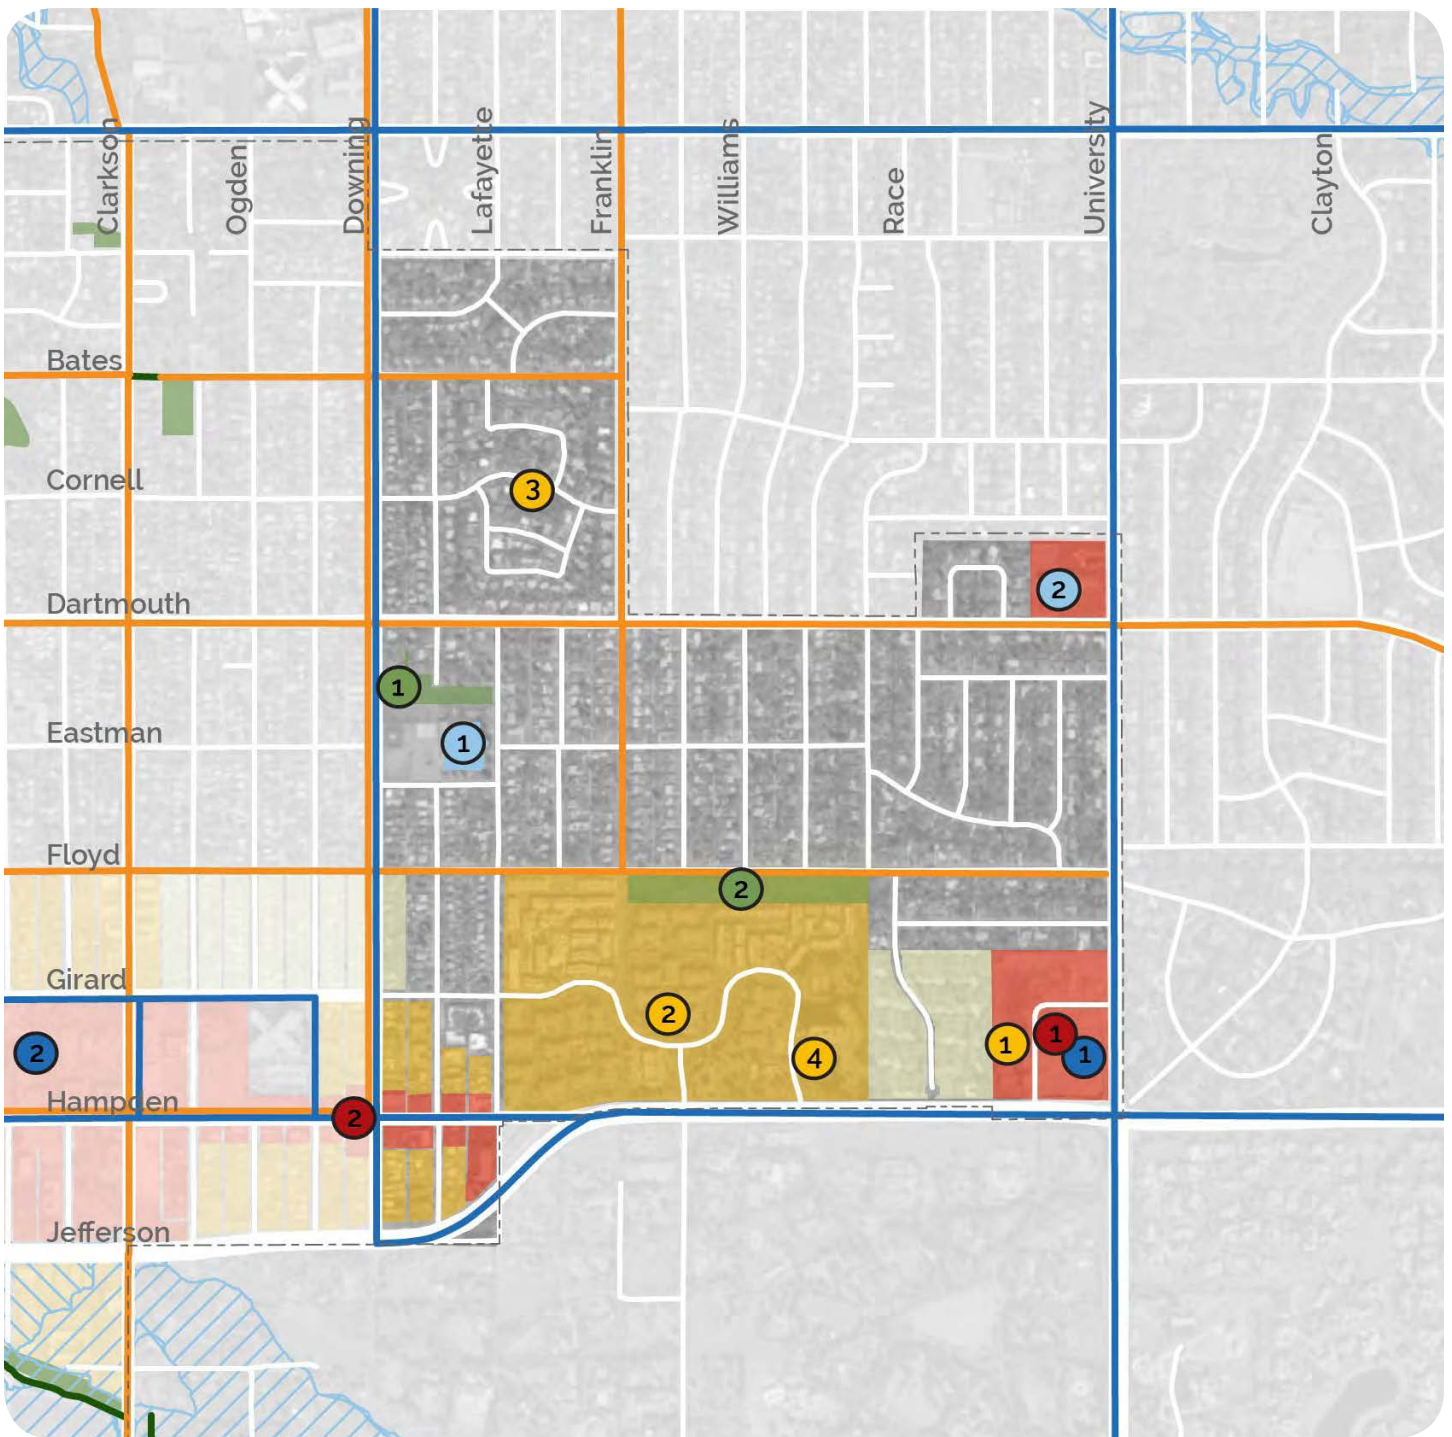 Clarkson
Ogden
Downing
Lafayette
Franklin
Williams
Race
University
Clayton
Bates
Cornell
3
Dartmouth
2
1
Eastman
1
Floyd
2
Girard
2
2
4
1
1
1
Hampden
2
Jefferson